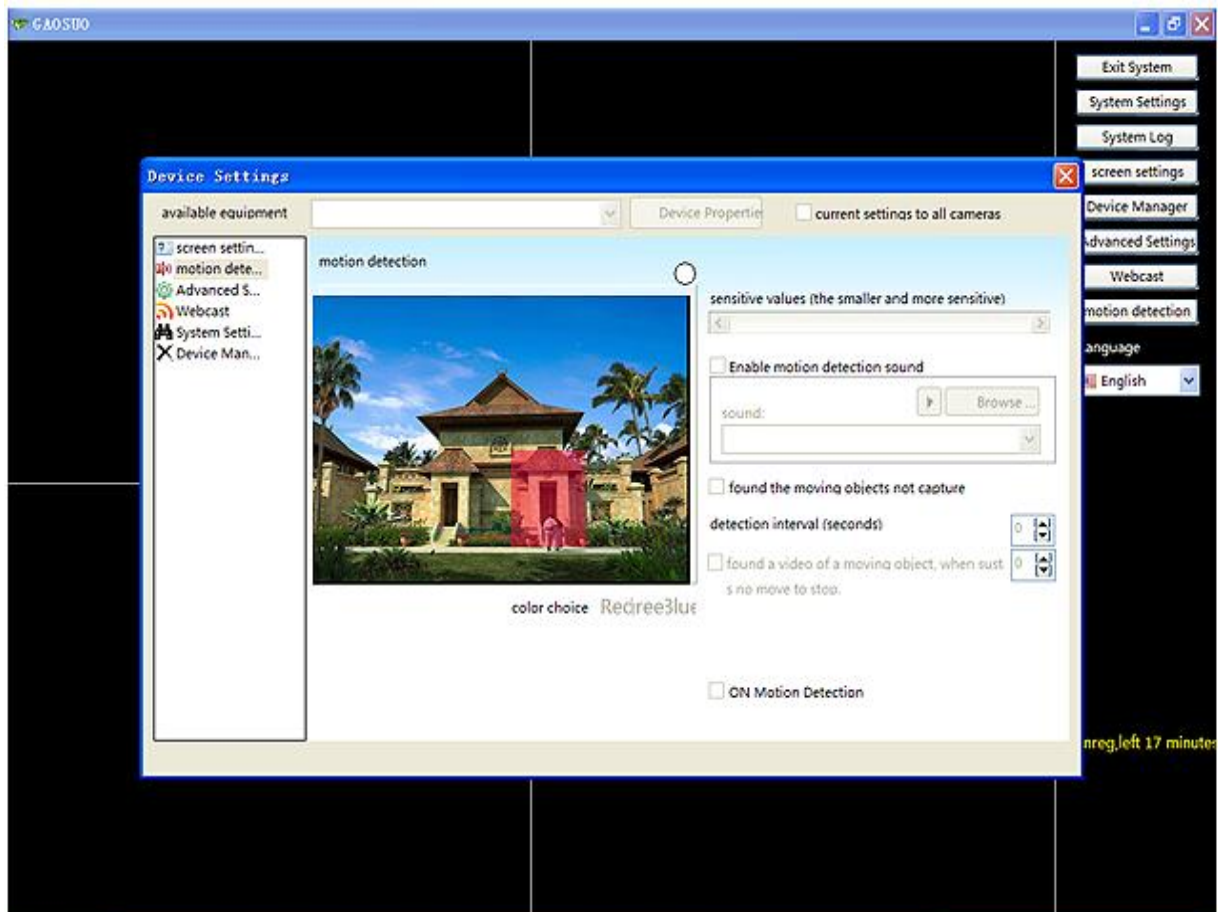 GAOSUO
Exit System
System Settings
System Log
screen settings
Device Manager
Advanced Settings
Webcast
motion detection
anguage
English
nreg,left 17 minutes
Device Settings
available equipment
Device Propertie
current settings to all cameras
screen settin...
motion dete...
Advanced S...
Webcast
System Setti...
Device Man...
motion detection
sensitive values (the smaller and more sensitive)
Enable motion detection sound
sound:
Browse ...
found the moving objects not capture
detection interval (seconds)
0
found a video of a moving object, when sust
0
s no move to stop.
color choice
ON Motion Detection